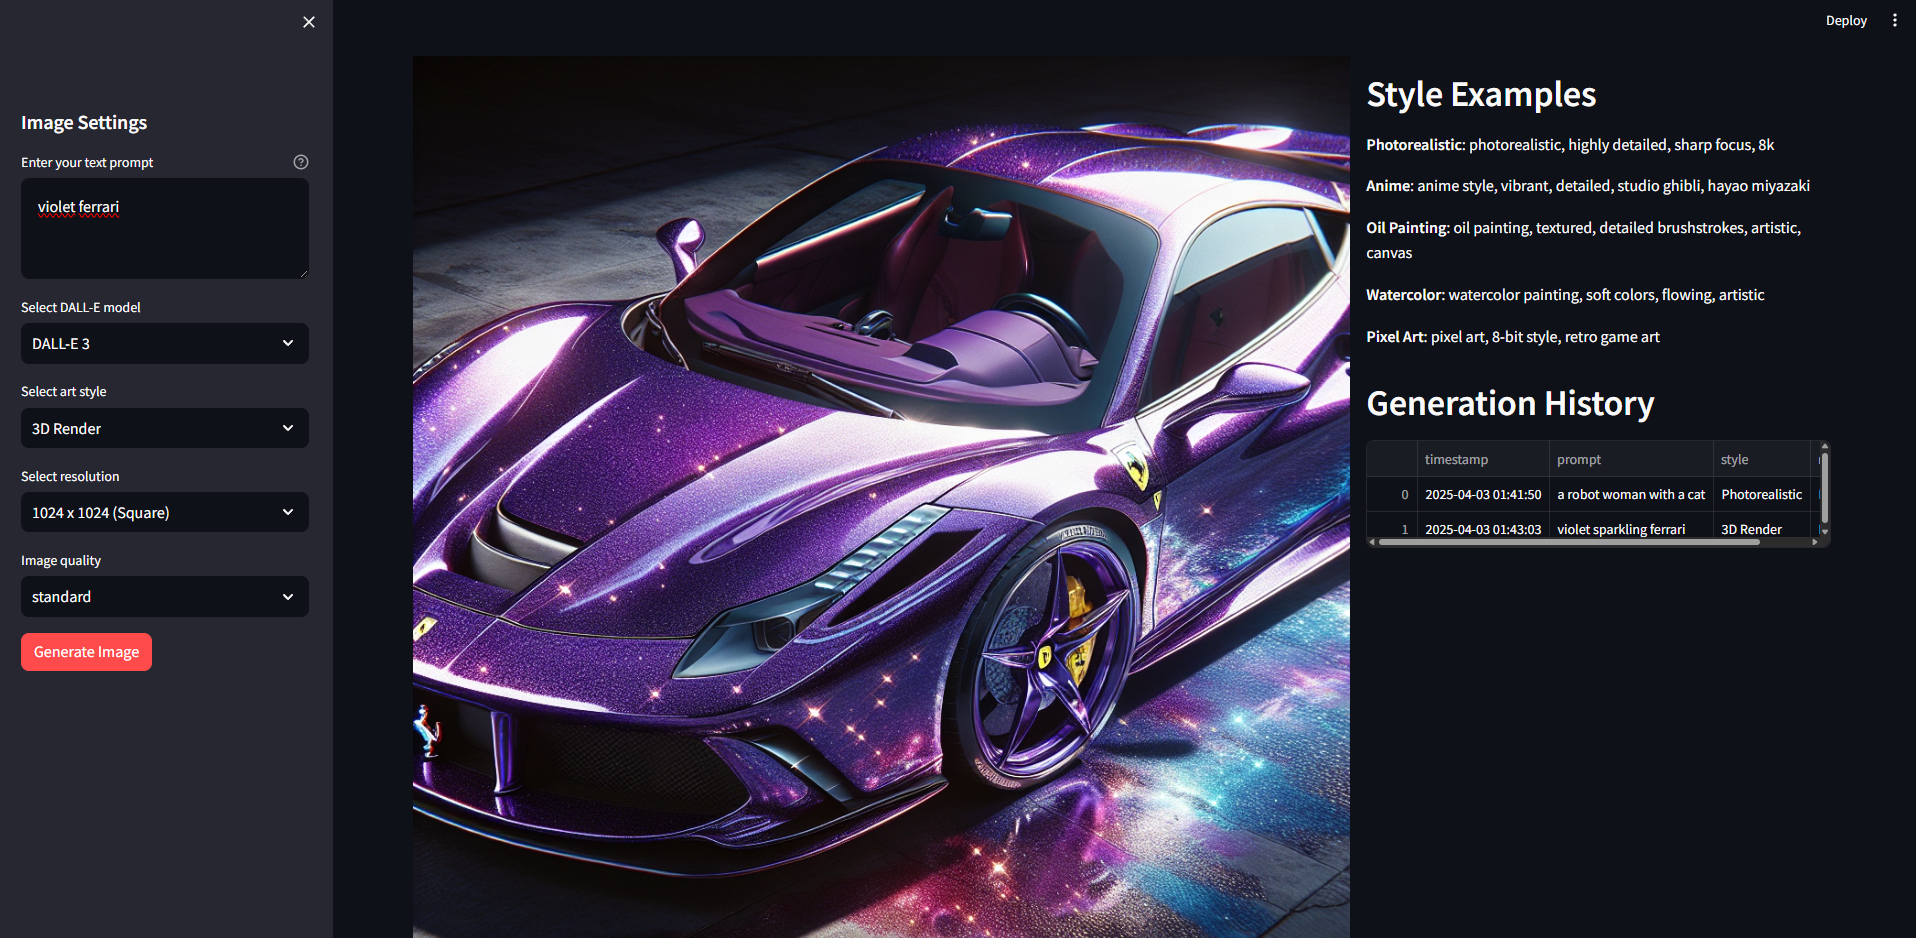 Deploy
Image Settings
Enter your text prompt
violet ferrari
Select DALL-E model
DALL-E 3
Select art style
3D Render
Select resolution
1024 x 1024 (Square)
Image quality
standard
Generate Image
Style Examples
Photorealistic: photorealistic, highly detailed, sharp focus, 8k
Anime: anime style, vibrant, detailed, studio ghibli, hayao miyazaki
Oil Painting: oil painting, textured, detailed brushstrokes, artistic,
canvas
Watercolor: watercolor painting, soft colors, flowing, artistic
Pixel Art: pixel art, 8-bit style, retro game art
Generation History
timestamp prompt style
0 2025-04-03 01:41:50 a robot woman with a cat Photorealistic
1 2025-04-03 01:43:03 violet sparkling ferrari 3D Render